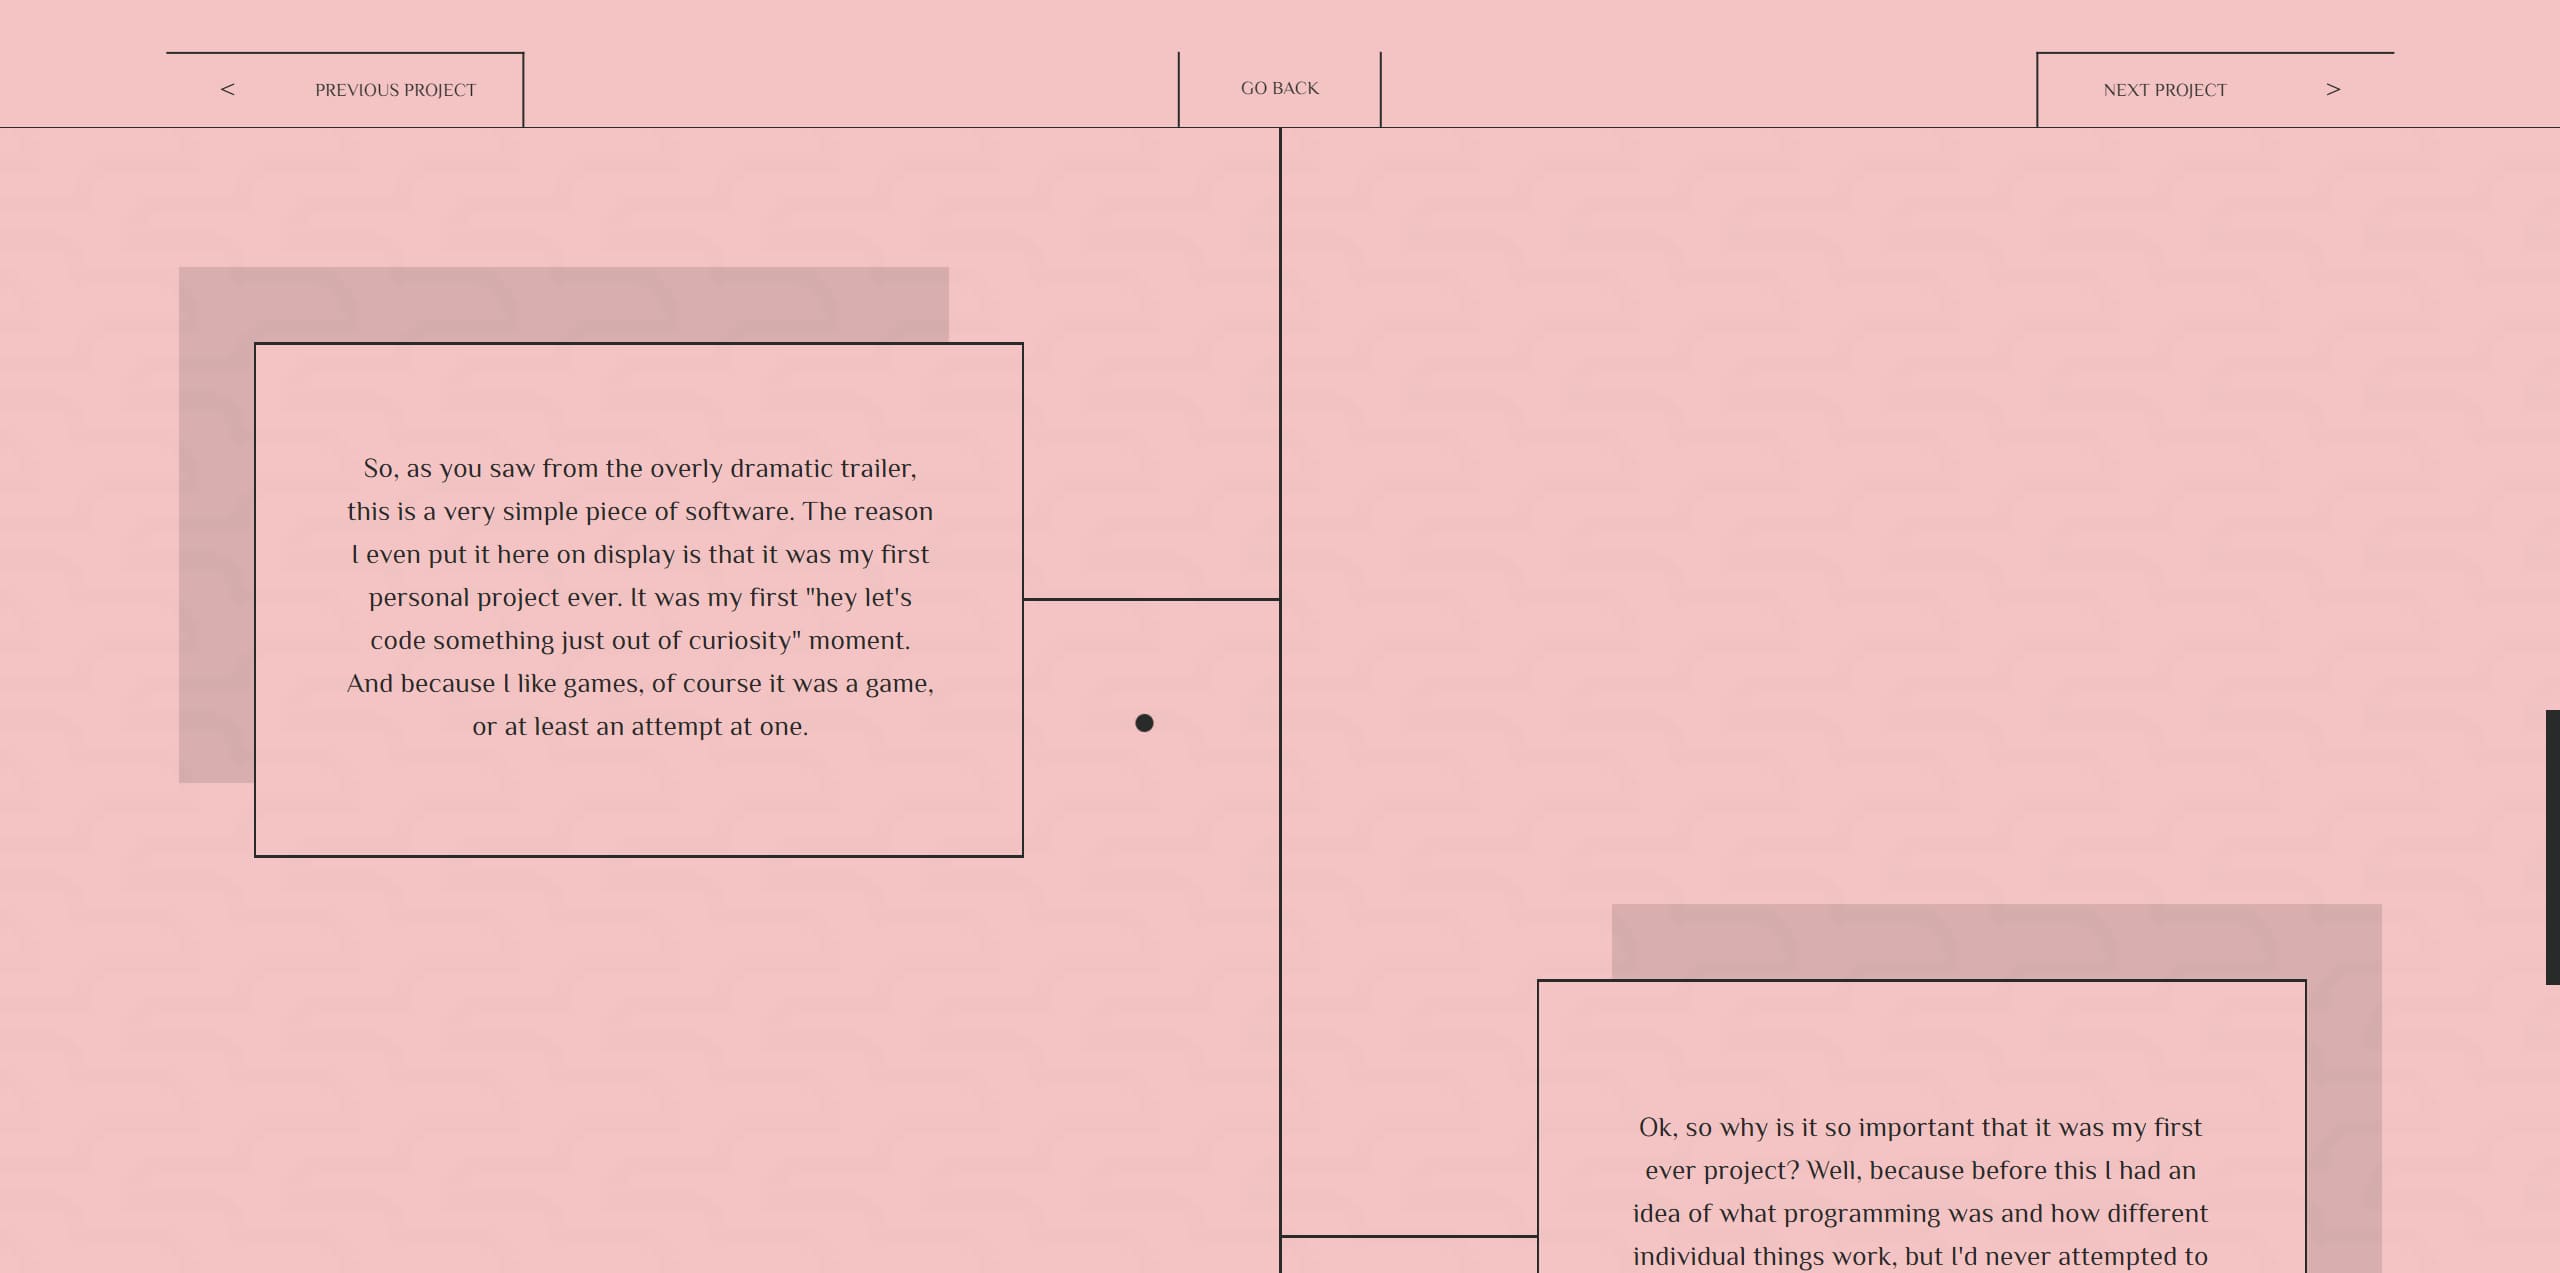 < PREVIOUS PROJECT
GO BACK
NEXT PROJECT >
So, as you saw from the overly dramatic trailer,
this is a very simple piece of software. The reason
I even put it here on display is that it was my first
personal project ever. It was my first "hey let's
code something just out of curiosity" moment.
And because I like games, of course it was a game,
or at least an attempt at one.
Ok, so why is it so important that it was my first
ever project? Well, because before this I had an
idea of what programming was and how different
individual things work, but I'd never attempted to